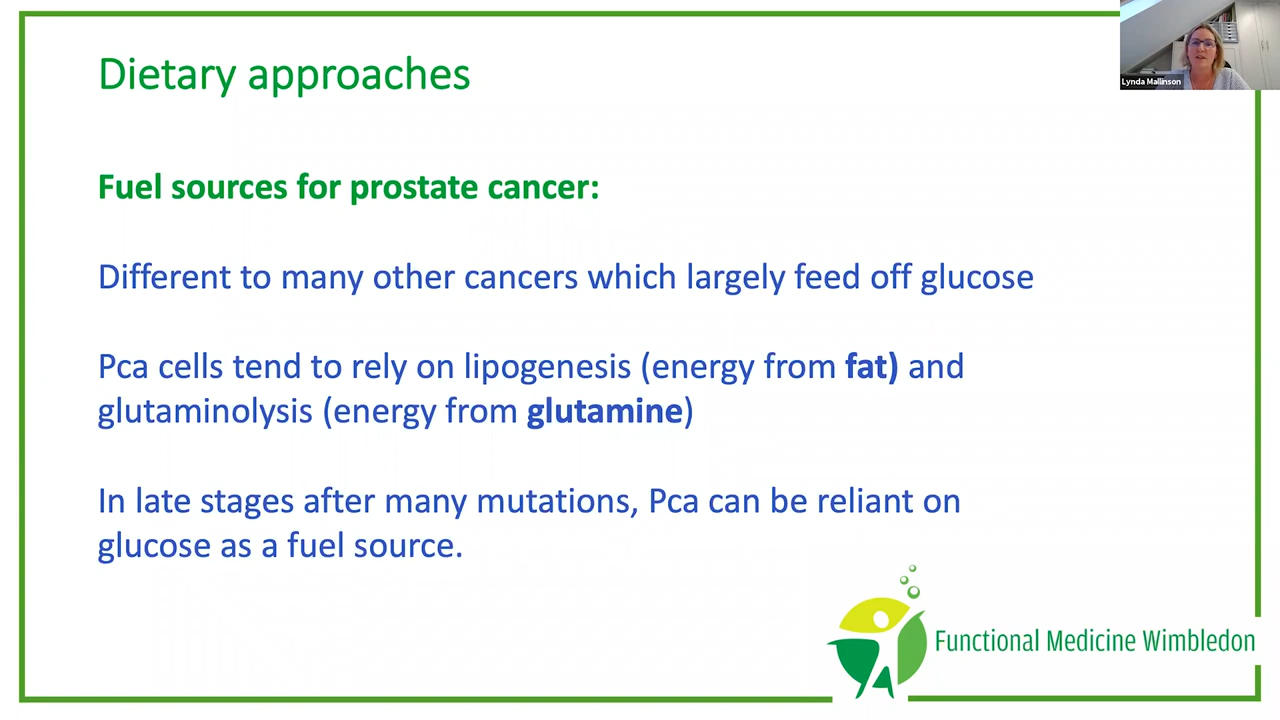 Dietary approaches
Lynda Mallinson
Fuel sources for prostate cancer:
Different to many other cancers which largely feed off glucose
Pca cells tend to rely on lipogenesis (energy from fat) and
glutaminolysis (energy from glutamine)
In late stages after many mutations, Pca can be reliant on
glucose as a fuel source.
Functional Medicine Wimbledon